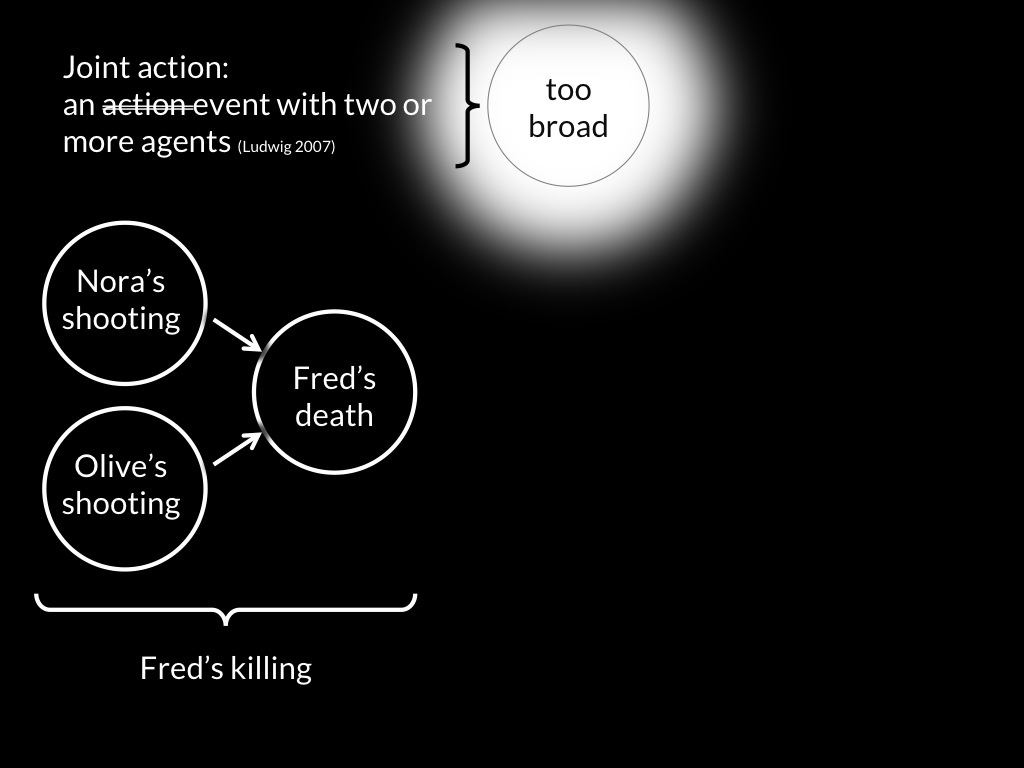 Joint action:
an action event with two or
more agents (Ludwig 2007)
too
broad
Nora’s
shooting
Fred’s
death
Olive’s
shooting
Fred’s killing